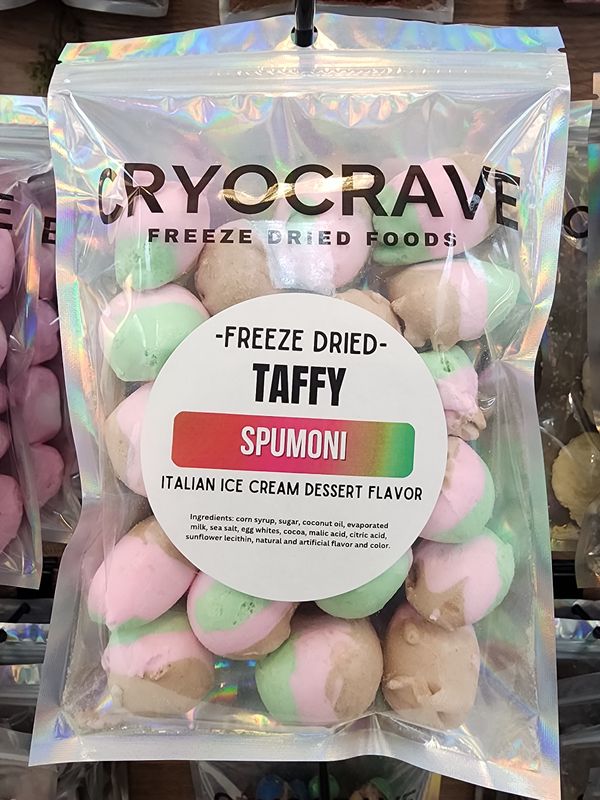 CRYOCRAVE
FREEZE DRIED FOODS
-FREEZE DRIED-
TAFFY
SPUMONI
ITALIAN ICE CREAM DESSERT FLAVOR
Ingredients: corn syrup, sugar, coconut oil, evaporated
milk, sea salt, egg whites, cocoa, malic acid, citric acid,
sunflower lecithin, natural and artificial flavor and color.